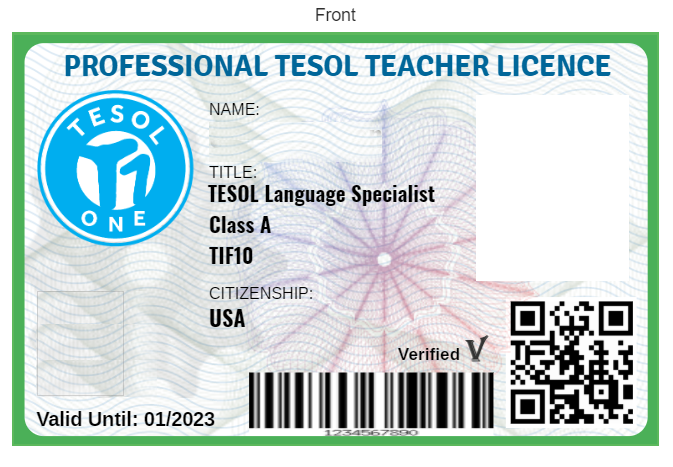 Front
PROFESSIONAL TESOL TEACHER LICENCE
TESOL
ONE
NAME:
TITLE:
TESOL Language Specialist
Class A
TIF10
CITIZENSHIP:
USA
Verified V
Valid Until: 01/2023
1234567890